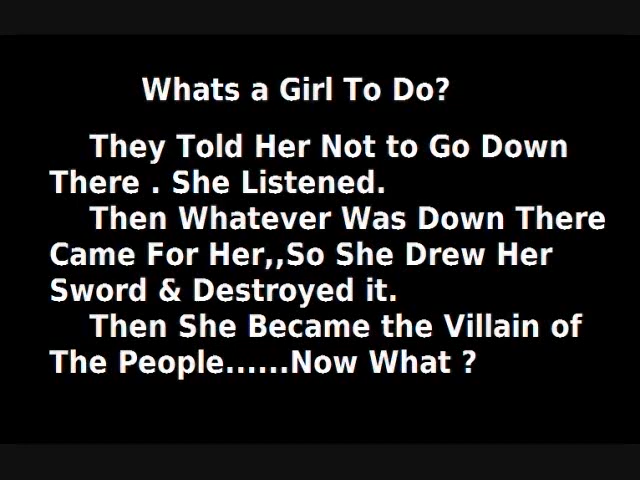 Whats a Girl To Do?
They Told Her Not to Go Down
There . She Listened.
Then Whatever Was Down There
Came For Her,,So She Drew Her
Sword & Destroyed it.
Then She Became the Villain of
The People......Now What ?